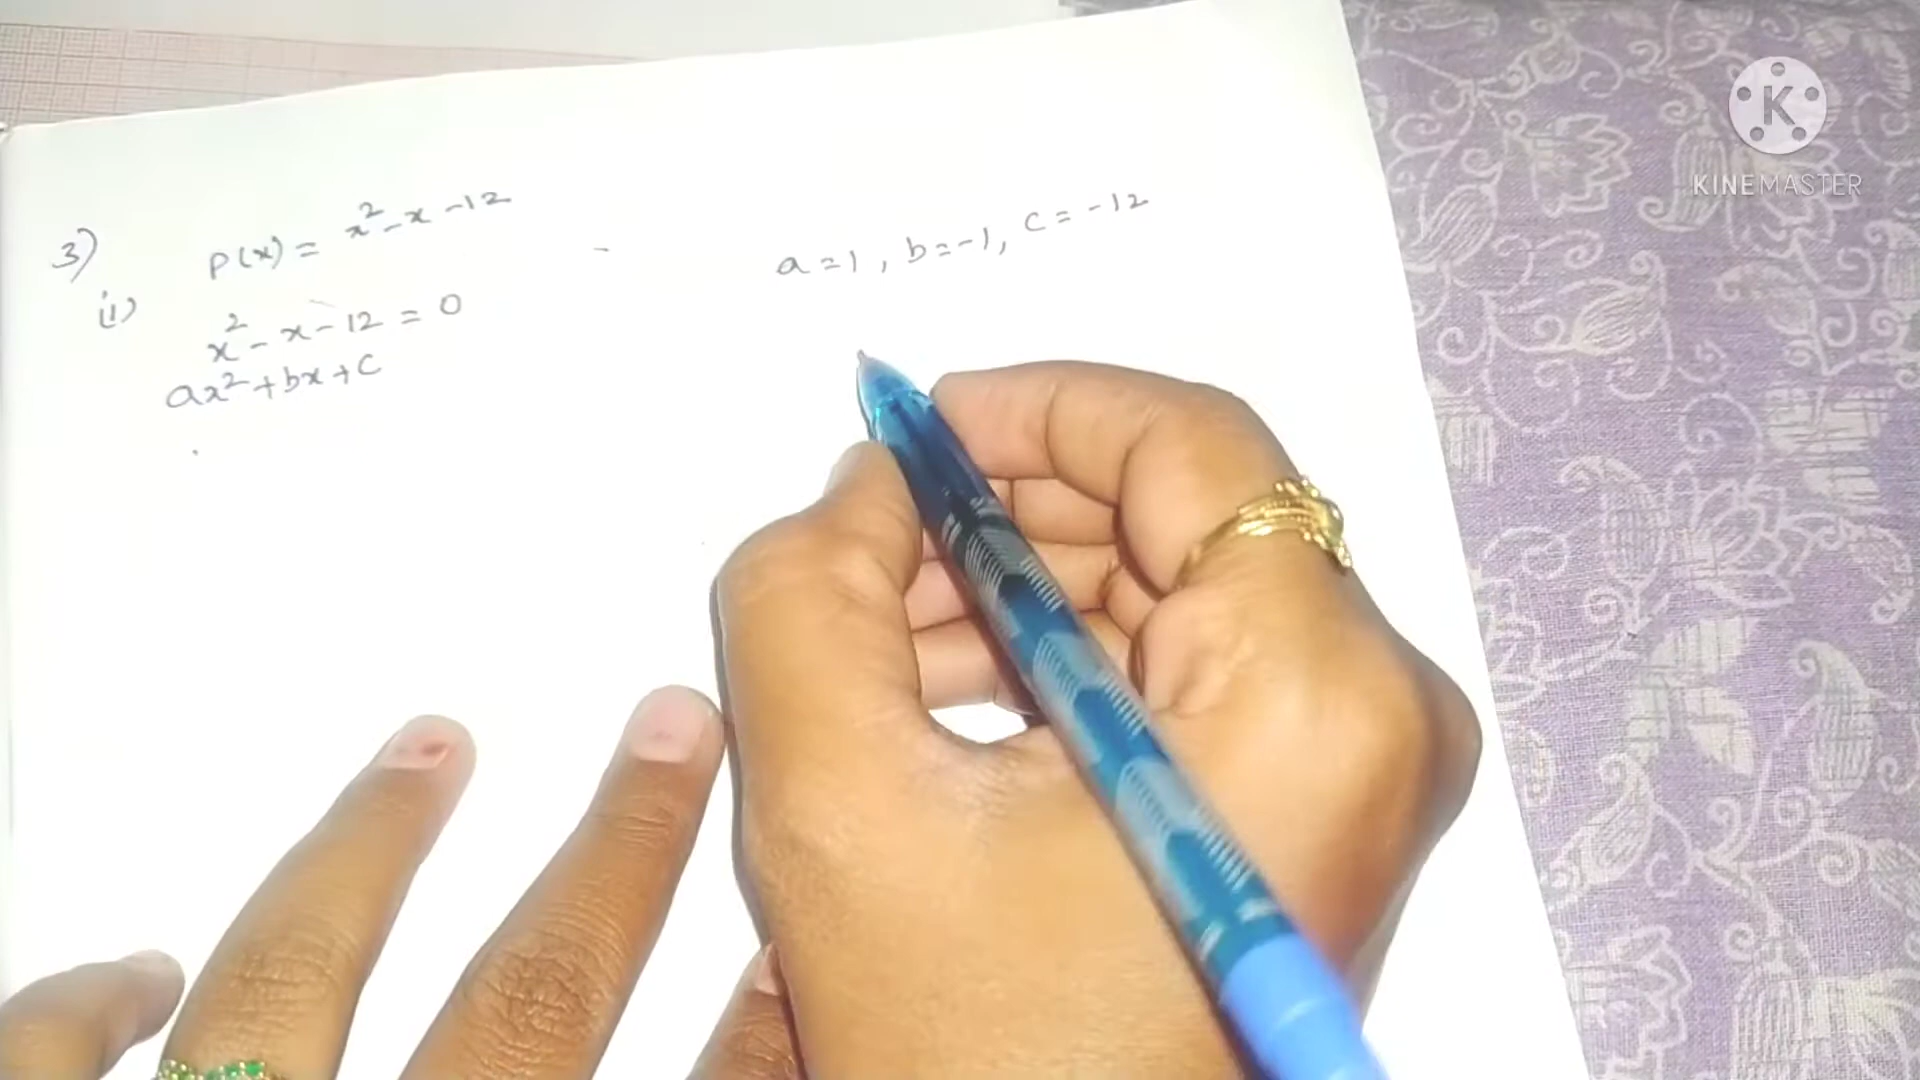 3) P(x) = x² - x - 12
a = 1, b = -1, c = -12
(i) x² - x - 12 = 0
ax² + bx + c
KINEMASTER